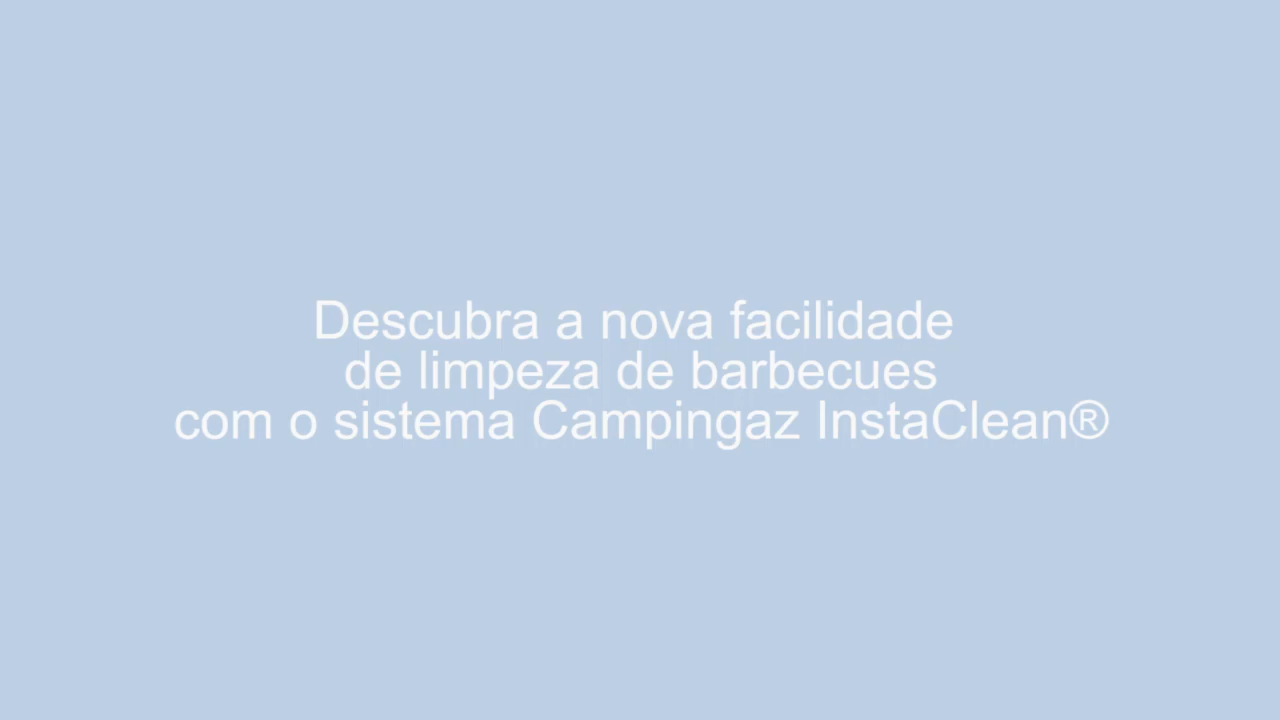 Descubra a nova facilidade
de limpeza de barbecues
com o sistema Campingaz InstaClean®